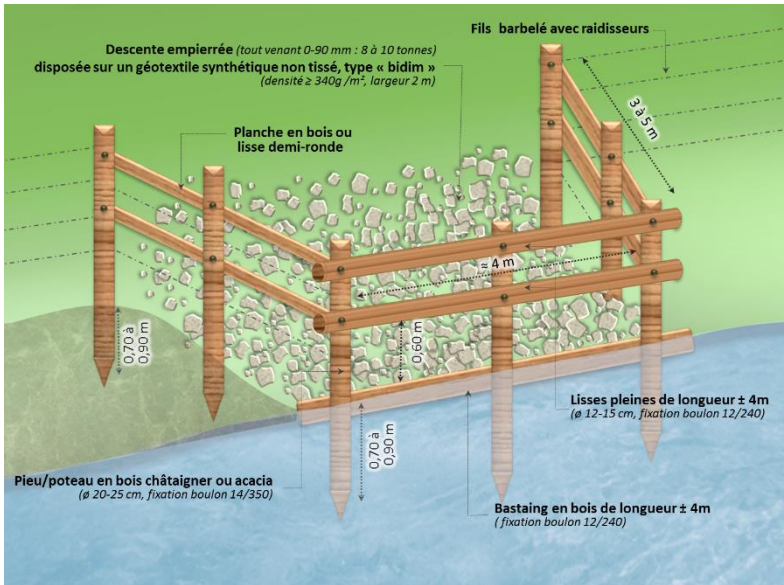 Fils barbelé avec raidisseurs
Descente empierrée (tout venant 0-90 mm : 8 à 10 tonnes)
disposée sur un géotextile synthétique non tissé, type « bidim »
(densité ≥ 340g /m², largeur 2 m)
3 à 5 m
Planche en bois ou
lisse demi-ronde
≈ 4 m
0,70 à
0,90 m
0,60 m
Lisses pleines de longueur ± 4m
(ø 12-15 cm, fixation boulon 12/240)
0,70 à
0,90 m
Pieu/poteau en bois châtaigner ou acacia
(ø 20-25 cm, fixation boulon 14/350)
Bastaing en bois de longueur ± 4m
( fixation boulon 12/240)